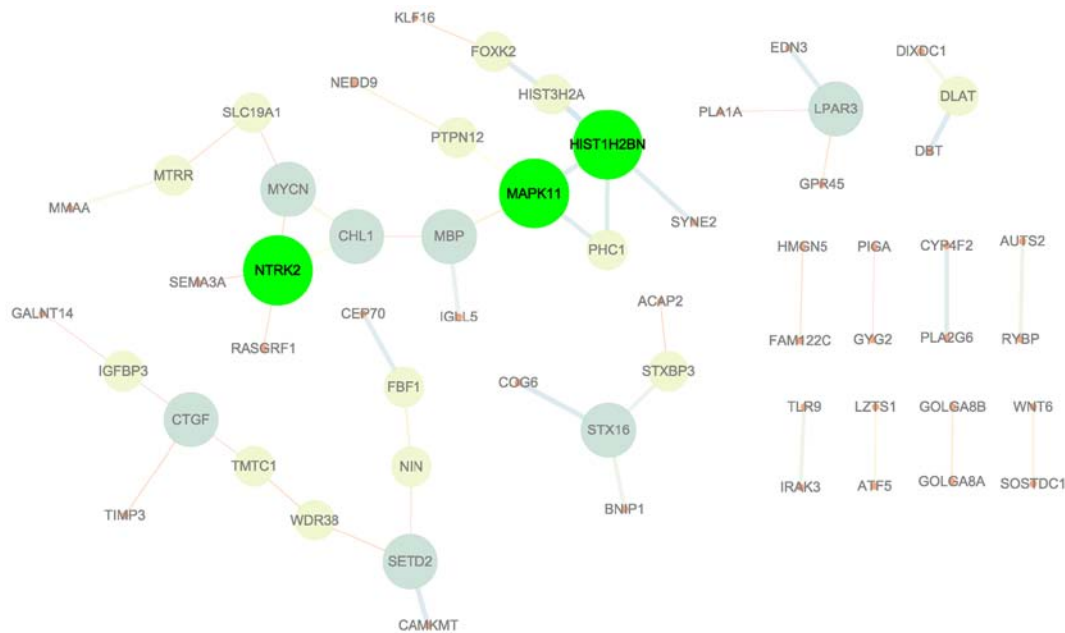 KLF16
FOXK2
EDN3
DIXDC1
NEDD9
HIST3H2A
DLAT
LPAR3
PLA1A
SLC19A1
PTPN12
HIST1H2BN
DBT
MTRR
GPR45
MYCN
MAPK11
MMAA
SYNE2
CHL1
MBP
PHC1
HMGN5
PIGA
CYP4F2
AUTS2
NTRK2
SEMA3A
ACAP2
GALNT14
CEP70
IGLL5
RASGRF1
FAM122C
GYG2
PLA2G6
RYBP
IGFBP3
STXBP3
FBF1
COG6
CTGF
STX16
TLR9
LZTS1
GOLGA8B
WNT6
TMTC1
NIN
IRAK3
ATF5
GOLGA8A
SOSTDC1
TIMP3
WDR38
BNIP1
SETD2
CAMKMT